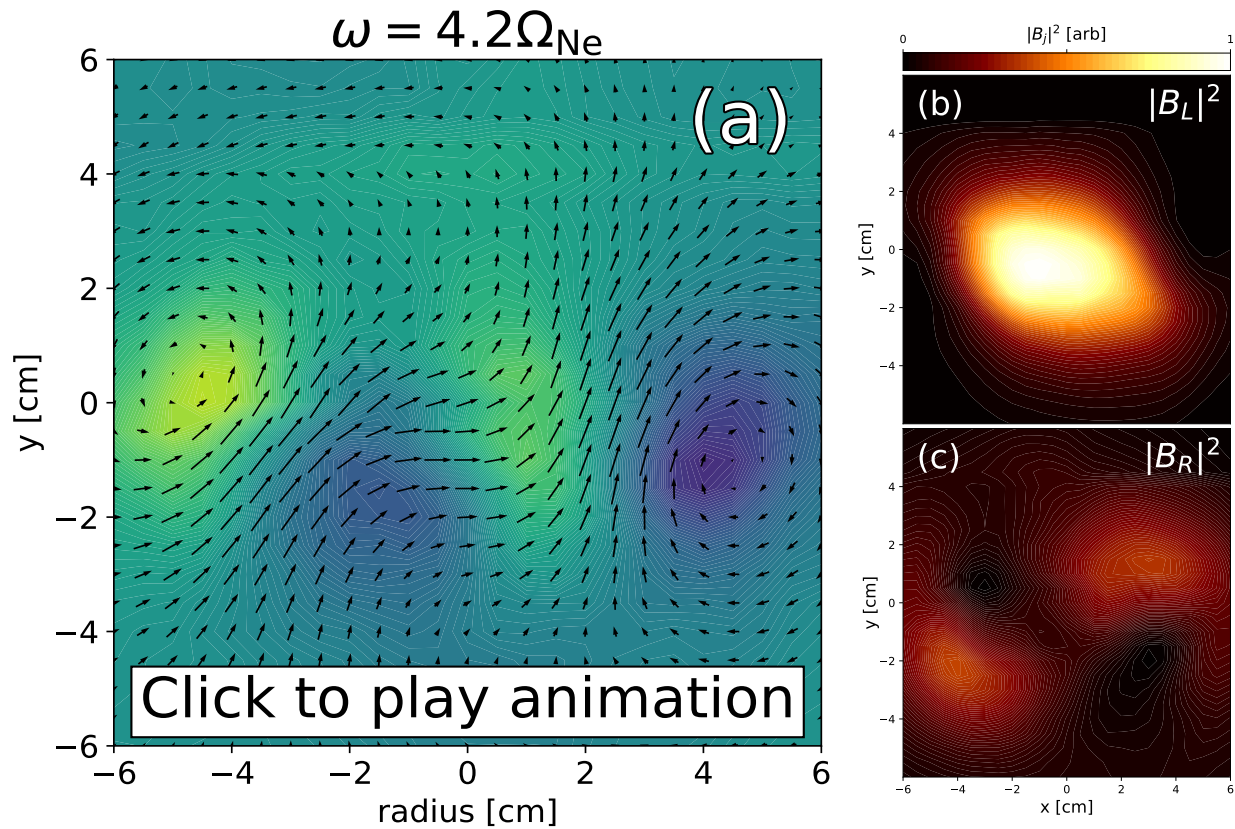 ω = 4.2Ω_Ne
(a)
6
4
2
0
−2
−4
−6
y [cm]
Click to play animation
−6 −4 −2 0 2 4 6
radius [cm]
|B_j|^2 [arb]
0 1
(b) |B_L|^2
4
2
0
−2
−4
y [cm]
(c) |B_R|^2
4
2
0
−2
−4
y [cm]
−6 −4 −2 0 2 4 6
x [cm]